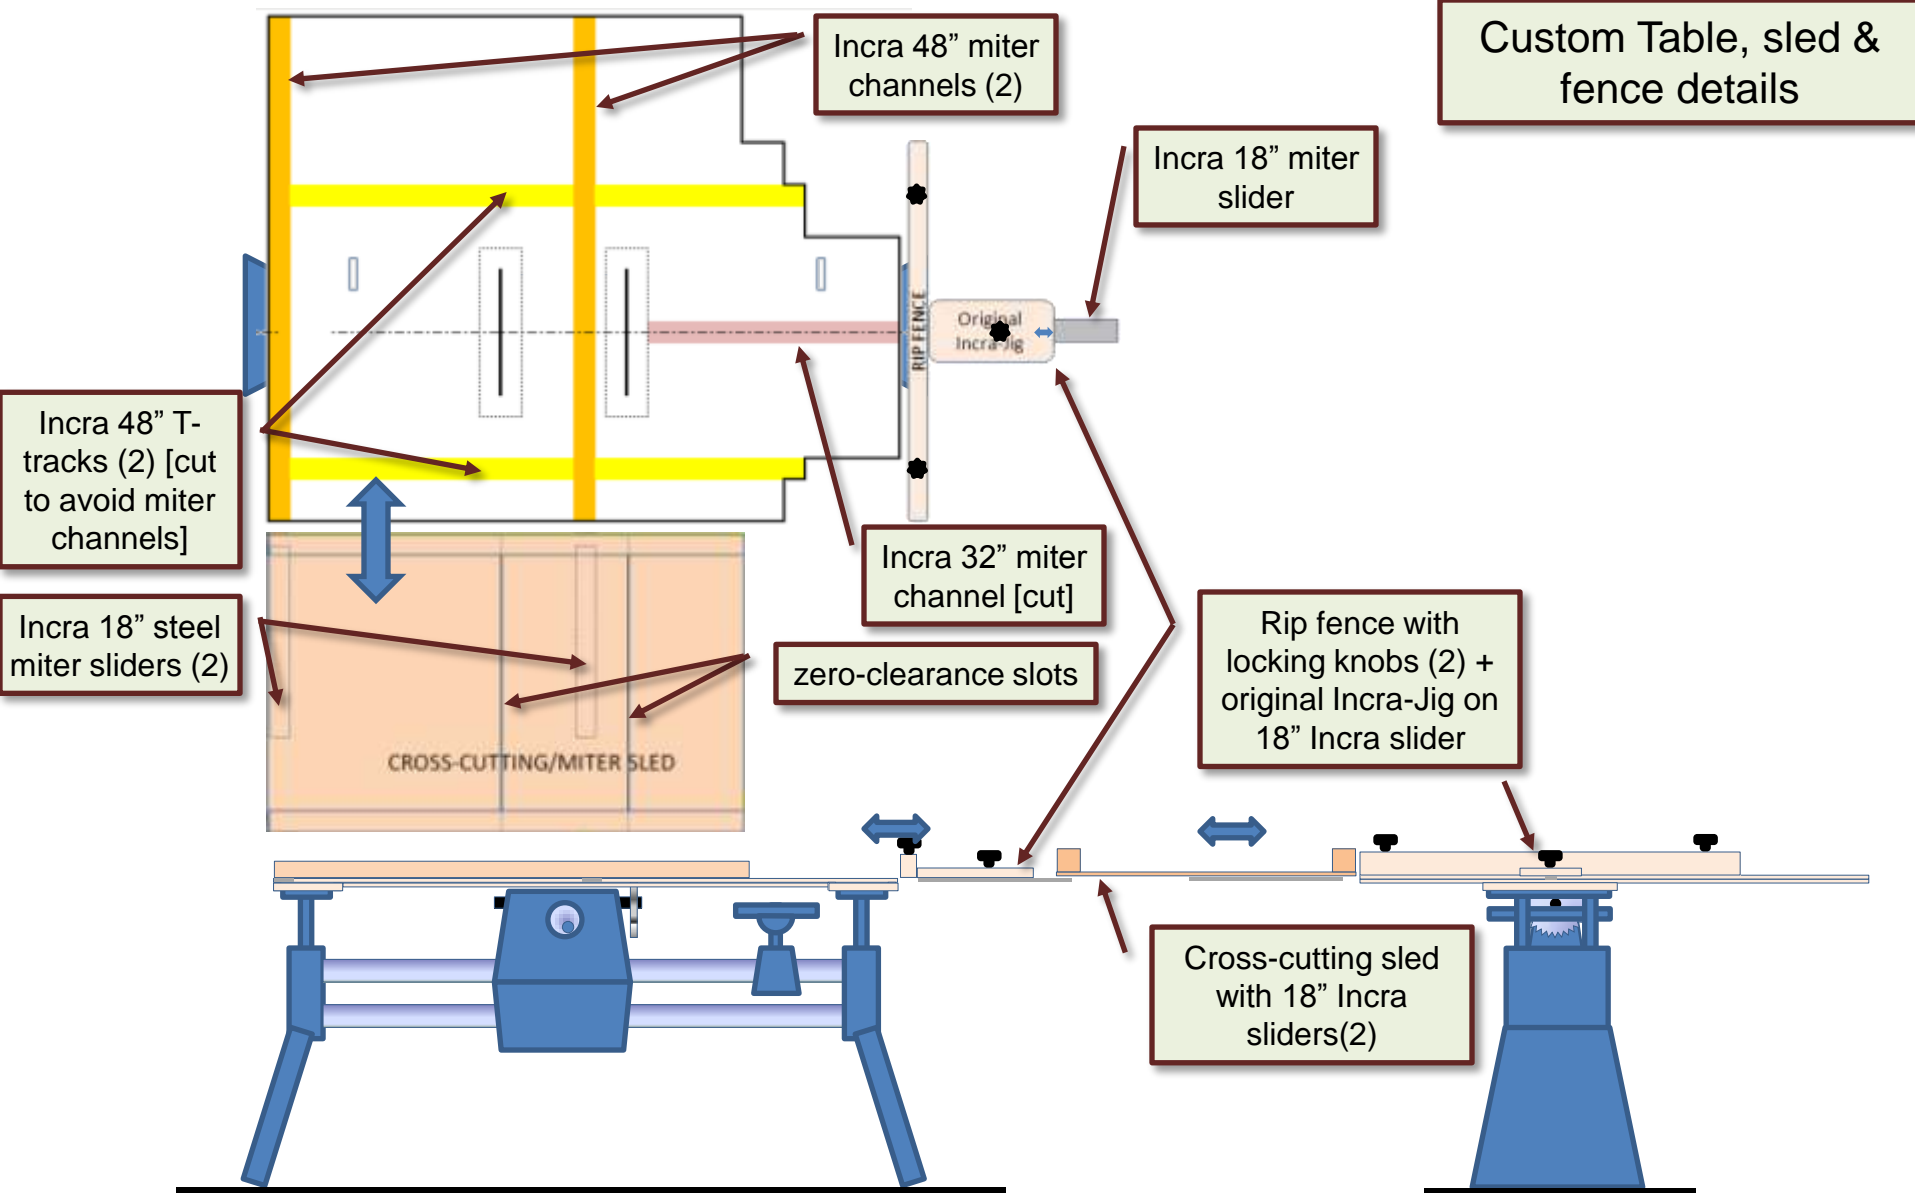 Custom Table, sled &
fence details
Incra 48” miter
channels (2)
Incra 18” miter
slider
RIP FENCE
Original
Incra-Jig
Incra 48” T-
tracks (2) [cut
to avoid miter
channels]
Incra 32” miter
channel [cut]
Incra 18” steel
miter sliders (2)
zero-clearance slots
Rip fence with
locking knobs (2) +
original Incra-Jig on
18” Incra slider
CROSS-CUTTING/MITER SLED
Cross-cutting sled
with 18” Incra
sliders(2)